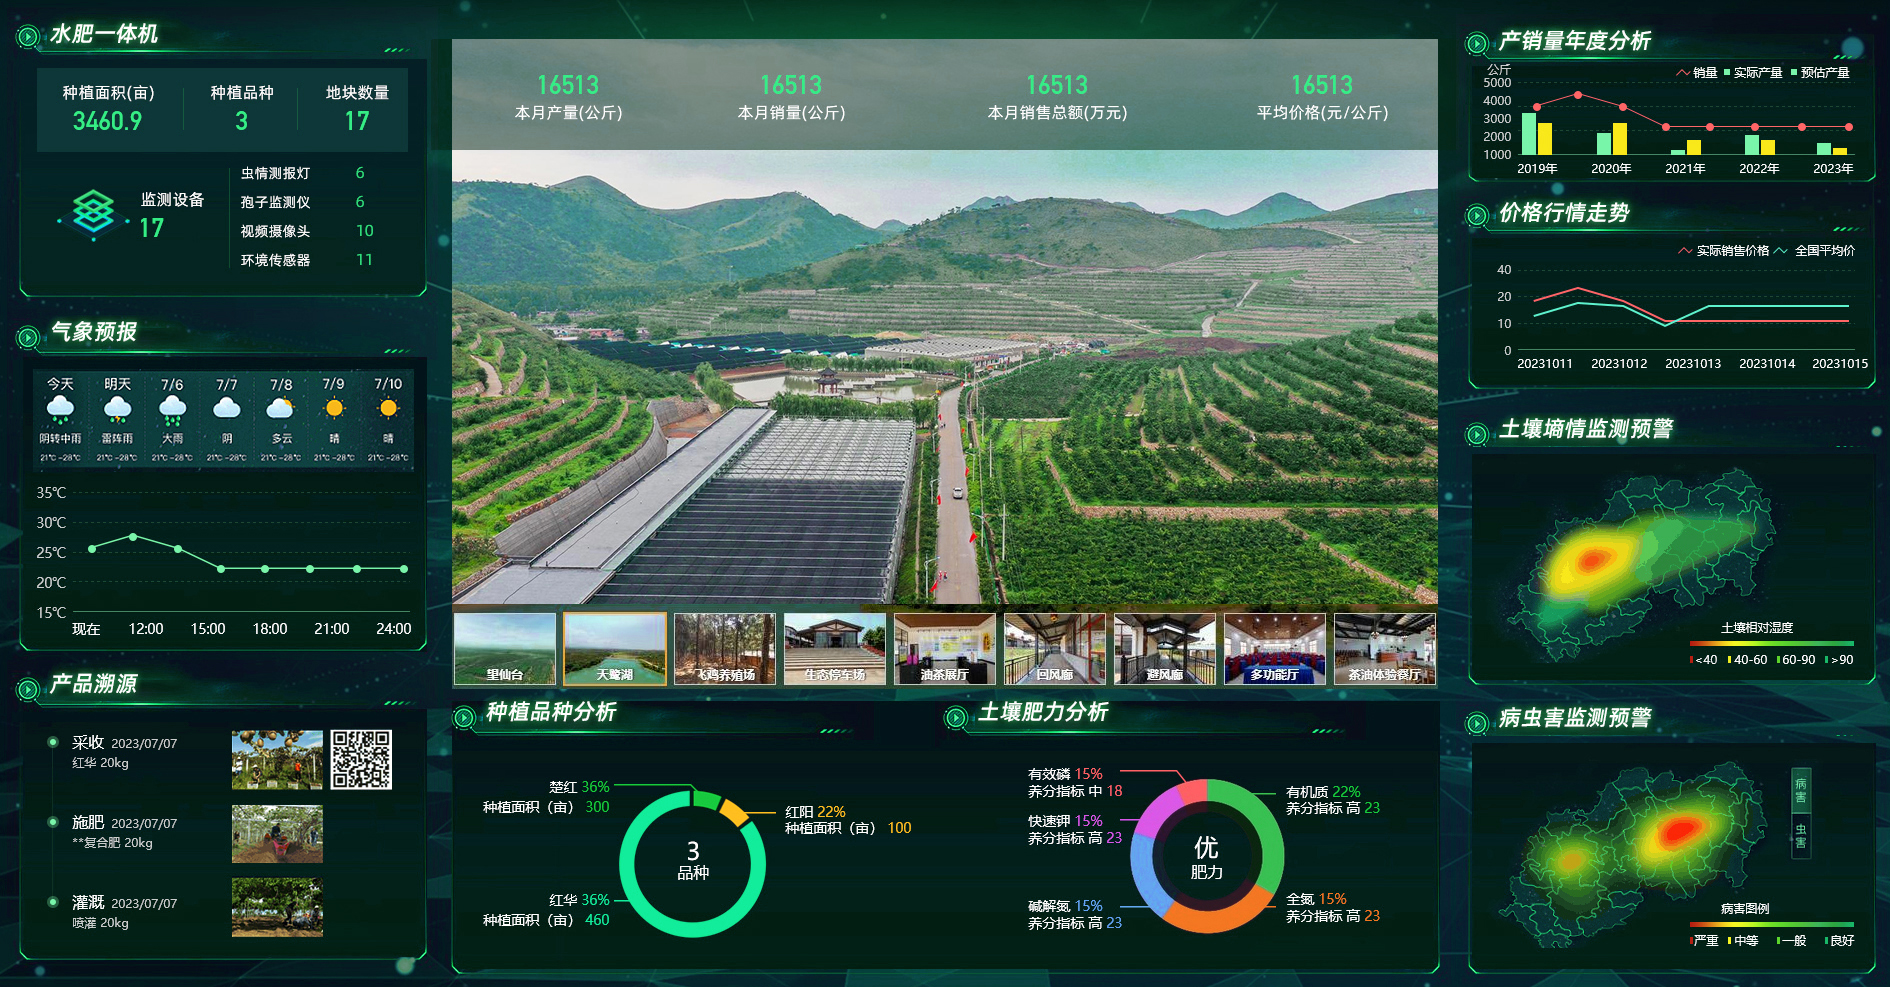 水肥一体机
种植面积(亩)
3460.9
种植品种
3
地块数量
17
监测设备
17
虫情测报灯 6
孢子监测仪 6
视频摄像头 10
环境传感器 11
气象预报
今天 明天 7/6 7/7 7/8 7/9 7/10
阴转中雨 雷阵雨 大雨 阴 多云 晴 晴
21℃~28℃ 21℃~28℃ 21℃~28℃ 21℃~28℃ 21℃~28℃ 21℃~28℃ 21℃~28℃
35℃
30℃
25℃
20℃
15℃
现在 12:00 15:00 18:00 21:00 24:00
产品溯源
采收 2023/07/07
红华 20kg
施肥 2023/07/07
**复合肥 20kg
灌溉 2023/07/07
喷灌 20kg
16513
本月产量(公斤)
16513
本月销量(公斤)
16513
本月销售总额(万元)
16513
平均价格(元/公斤)
望仙台 天鹭湖 飞鸡养殖场 生态停车场 油茶展厅 回风廊 避风廊 多功能厅 茶油体验餐厅
种植品种分析
楚红 36%
种植面积（亩） 300
红阳 22%
种植面积（亩） 100
3
品种
红华 36%
种植面积（亩） 460
土壤肥力分析
有效磷 15%
养分指标 中 18
快速钾 15%
养分指标 高 23
碱解氮 15%
养分指标 高 23
优
肥力
有机质 22%
养分指标 高 23
全氮 15%
养分指标 高 23
产销量年度分析
公斤
销量 实际产量 预估产量
5000
4000
3000
2000
1000
2019年 2020年 2021年 2022年 2023年
价格行情走势
实际销售价格 全国平均价
40
20
10
0
20231011 20231012 20231013 20231014 20231015
土壤墒情监测预警
土壤相对湿度
<40 40-60 60-90 >90
病虫害监测预警
病害
虫害
病害图例
严重 中等 一般 良好